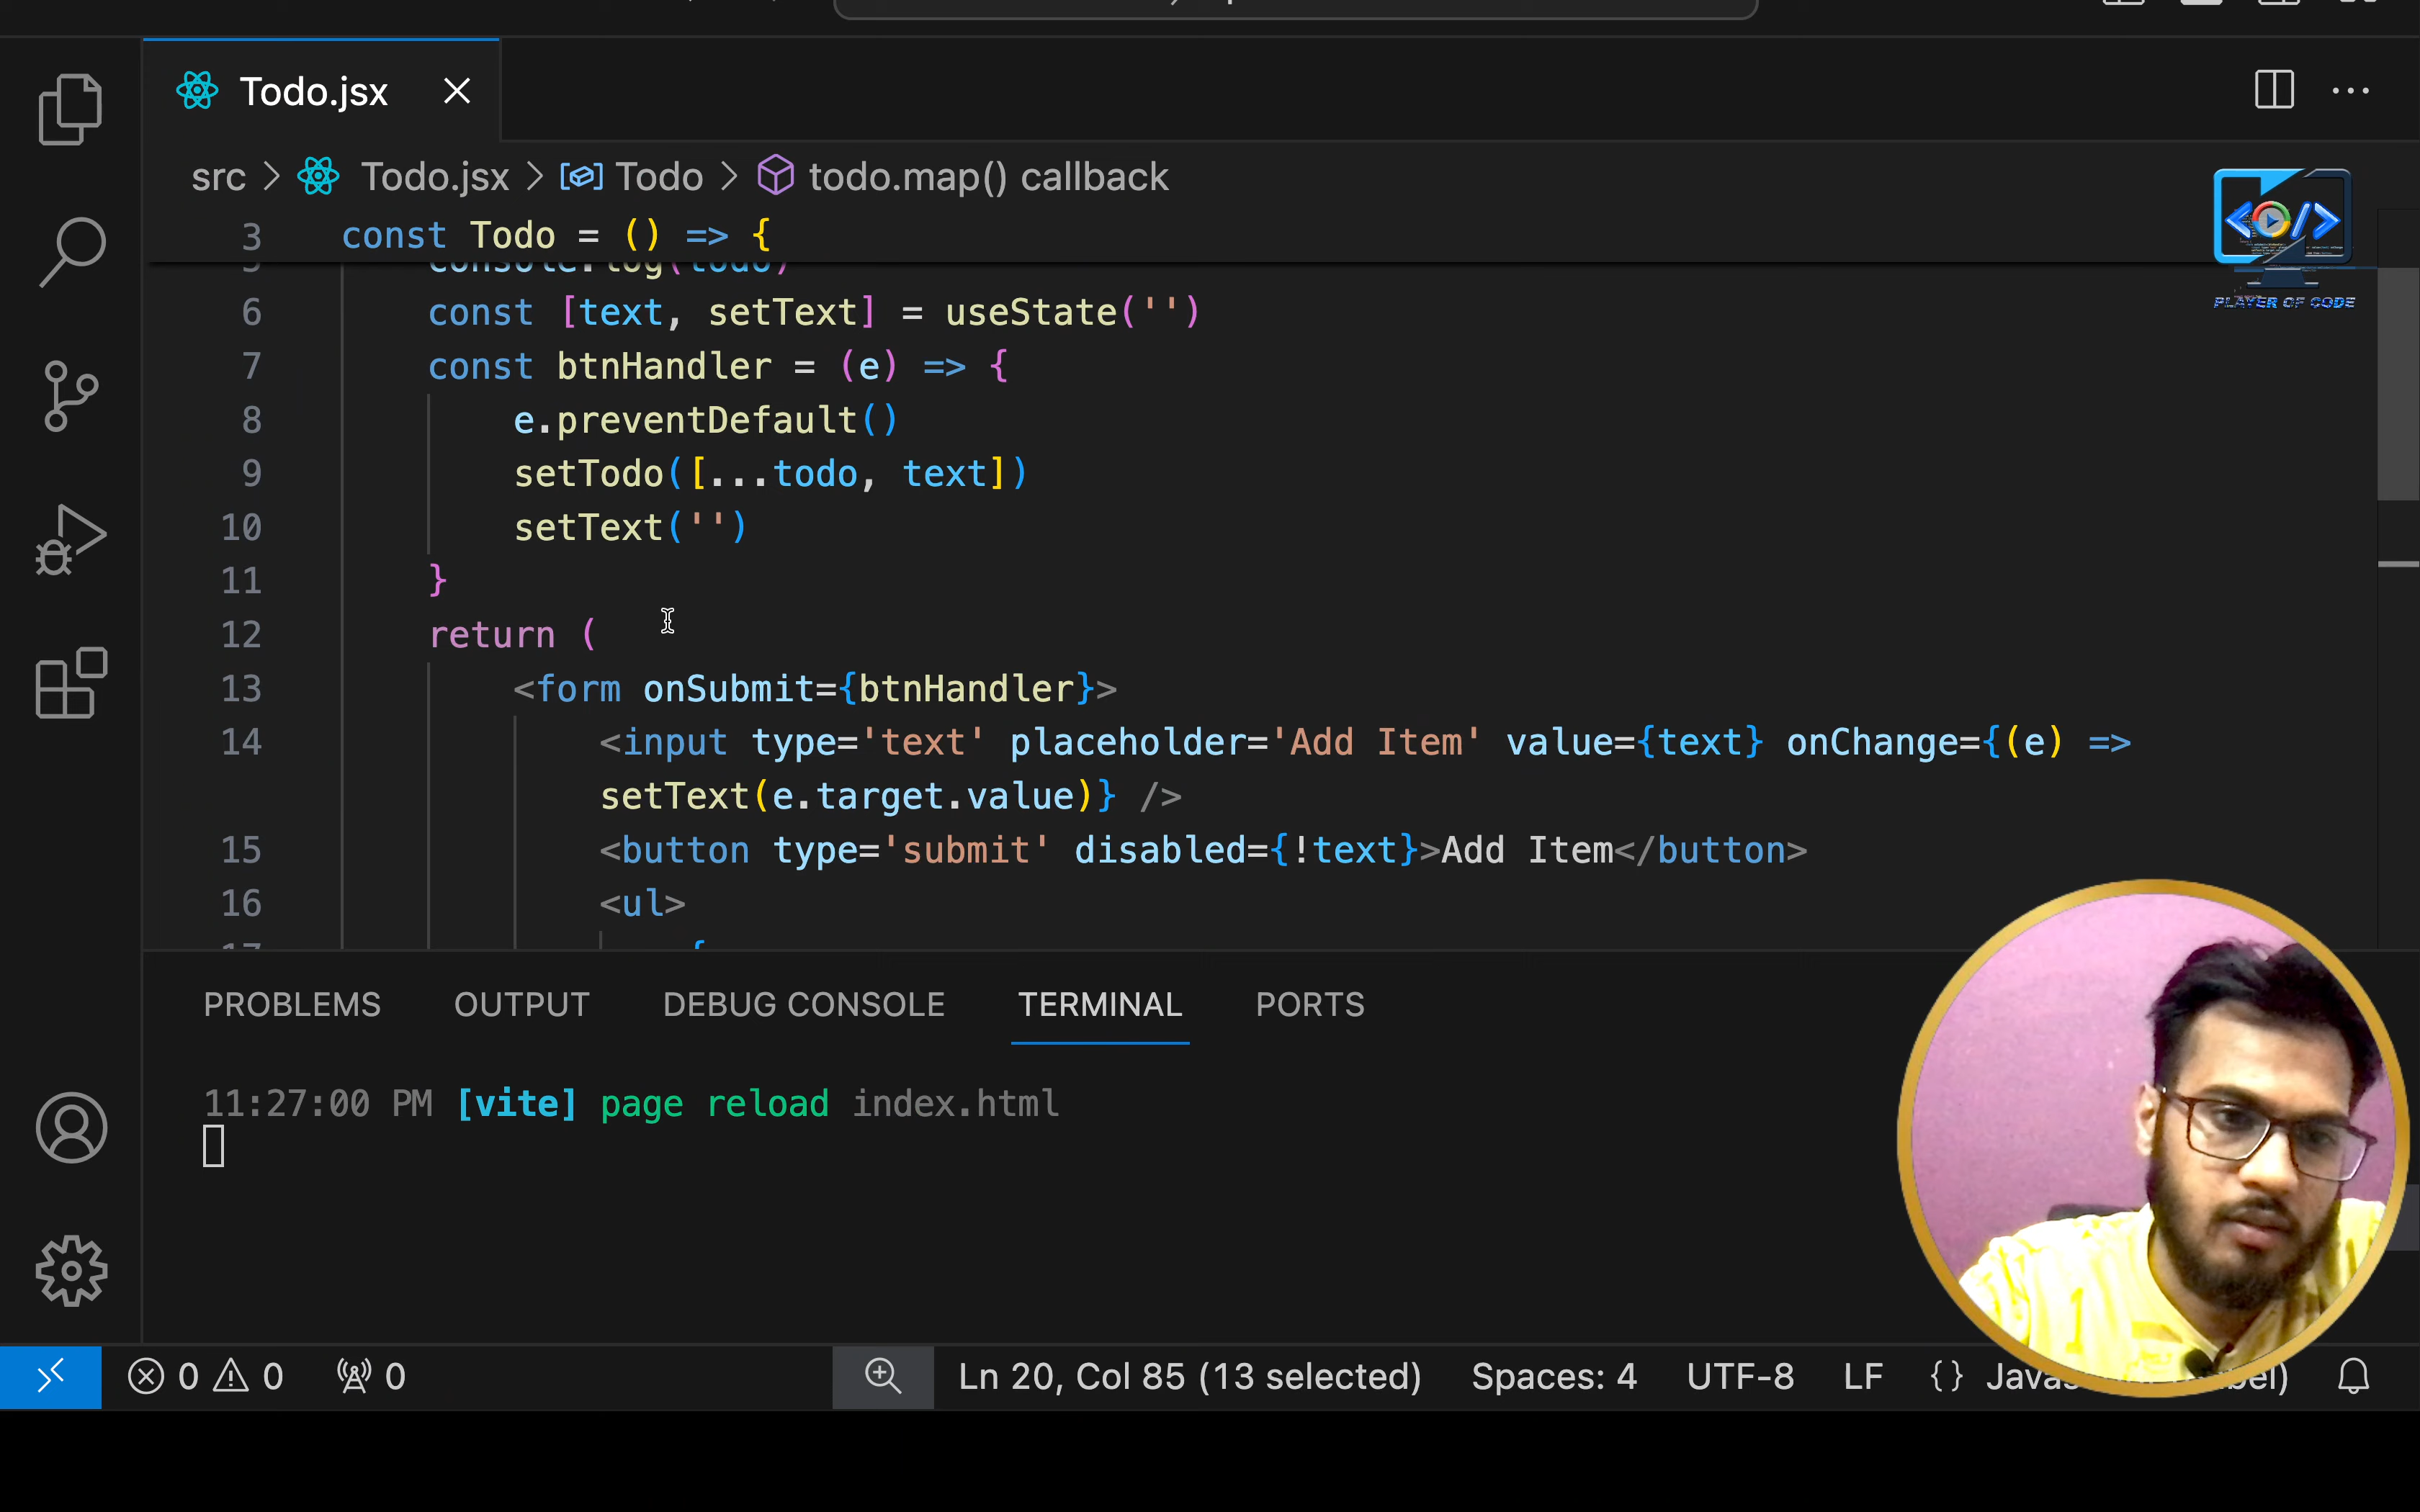 Todo.jsx
src > Todo.jsx > Todo > todo.map() callback
PLAYER OF CODE
3 const Todo = () => {
console.log(todo)
6 const [text, setText] = useState('')
7 const btnHandler = (e) => {
8 e.preventDefault()
9 setTodo([...todo, text])
10 setText('')
11 }
12 return (
13 <form onSubmit={btnHandler}>
14 <input type='text' placeholder='Add Item' value={text} onChange={(e) =>
setText(e.target.value)} />
15 <button type='submit' disabled={!text}>Add Item</button>
16 <ul>
17 {
PROBLEMS OUTPUT DEBUG CONSOLE TERMINAL PORTS
11:27:00 PM [vite] page reload index.html
0 0 0 Ln 20, Col 85 (13 selected) Spaces: 4 UTF-8 LF {}